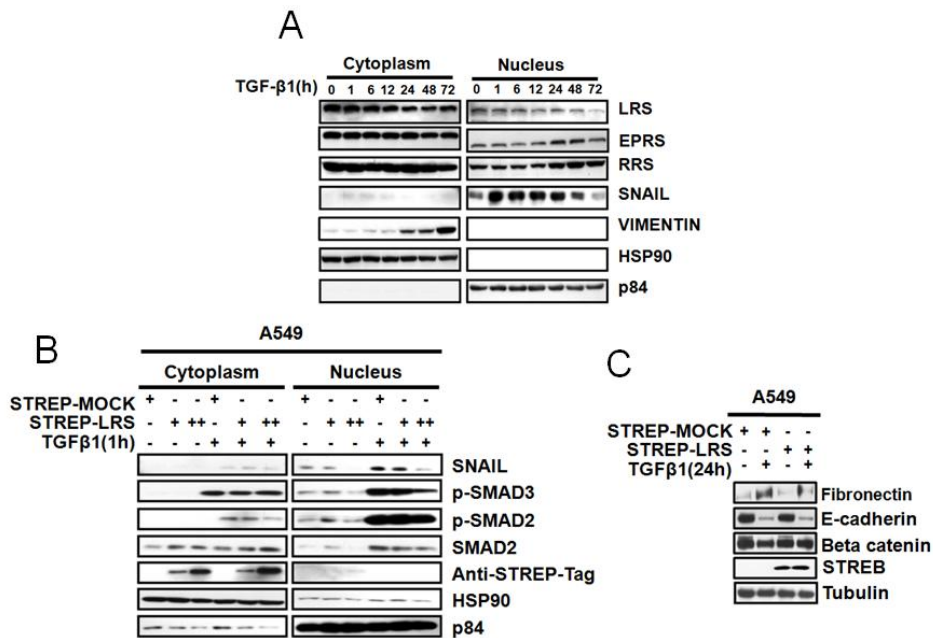 A
Cytoplasm Nucleus
TGF-β1(h) 0 1 6 12 24 48 72 0 1 6 12 24 48 72
LRS
EPRS
RRS
SNAIL
VIMENTIN
HSP90
p84
B
A549
Cytoplasm Nucleus
STREP-MOCK + - - + - - + - - + - -
STREP-LRS - + ++ - + ++ - + ++ - + ++
TGFβ1(1h) - - - + + + - - - + + +
SNAIL
p-SMAD3
p-SMAD2
SMAD2
Anti-STREP-Tag
HSP90
p84
C
A549
STREP-MOCK + + - -
STREP-LRS - - + +
TGFβ1(24h) - + - +
Fibronectin
E-cadherin
Beta catenin
STREB
Tubulin